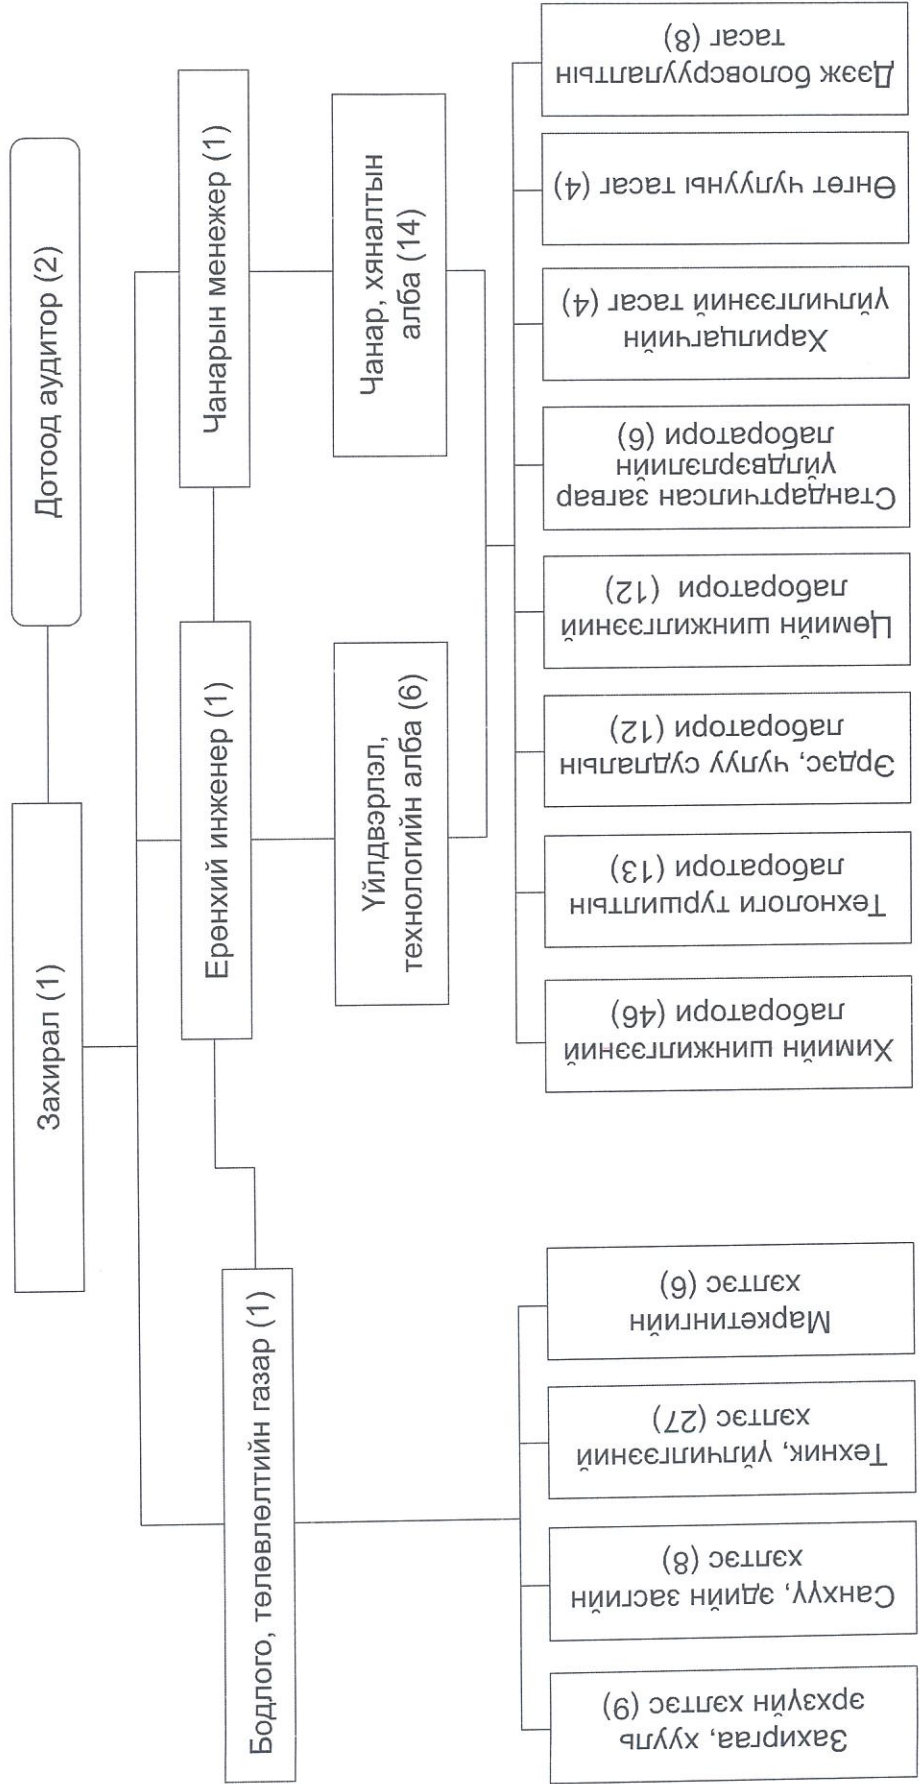 Захирал (1)
Дотоод аудитор (2)
Бодлого, төлөвлөлтийн газар (1)
Ерөнхий инженер (1)
Чанарын менежер (1)
Үйлдвэрлэл,
технологийн алба (6)
Чанар, хяналтын
алба (14)
Захиргаа, хууль
эрхзүйн хэлтэс (9)
Санхүү, эдийн засгийн
хэлтэс (8)
Техник, үйлчилгээний
хэлтэс (27)
Маркетингийн
хэлтэс (6)
Химийн шинжилгээний
лаборатори (46)
Технологи туршилтын
лаборатори (13)
Эрдэс, чулуу судлалын
лаборатори (12)
Цөмийн шинжилгээний
лаборатори (12)
Стандартчилсан загвар
үйлдвэрлэлийн
лаборатори (6)
Харилцагчийн
үйлчилгээний тасаг (4)
Өнгөт чулууны тасаг (4)
Дээж боловсруулалтын
тасаг (8)